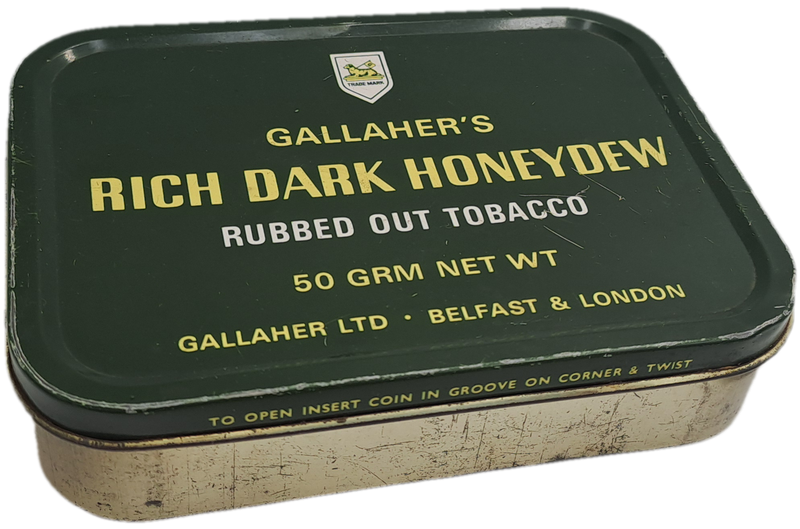 TRADE MARK
GALLAHER'S
RICH DARK HONEYDEW
RUBBED OUT TOBACCO
50 GRM NET WT
GALLAHER LTD · BELFAST & LONDON
TO OPEN INSERT COIN IN GROOVE ON CORNER & TWIST